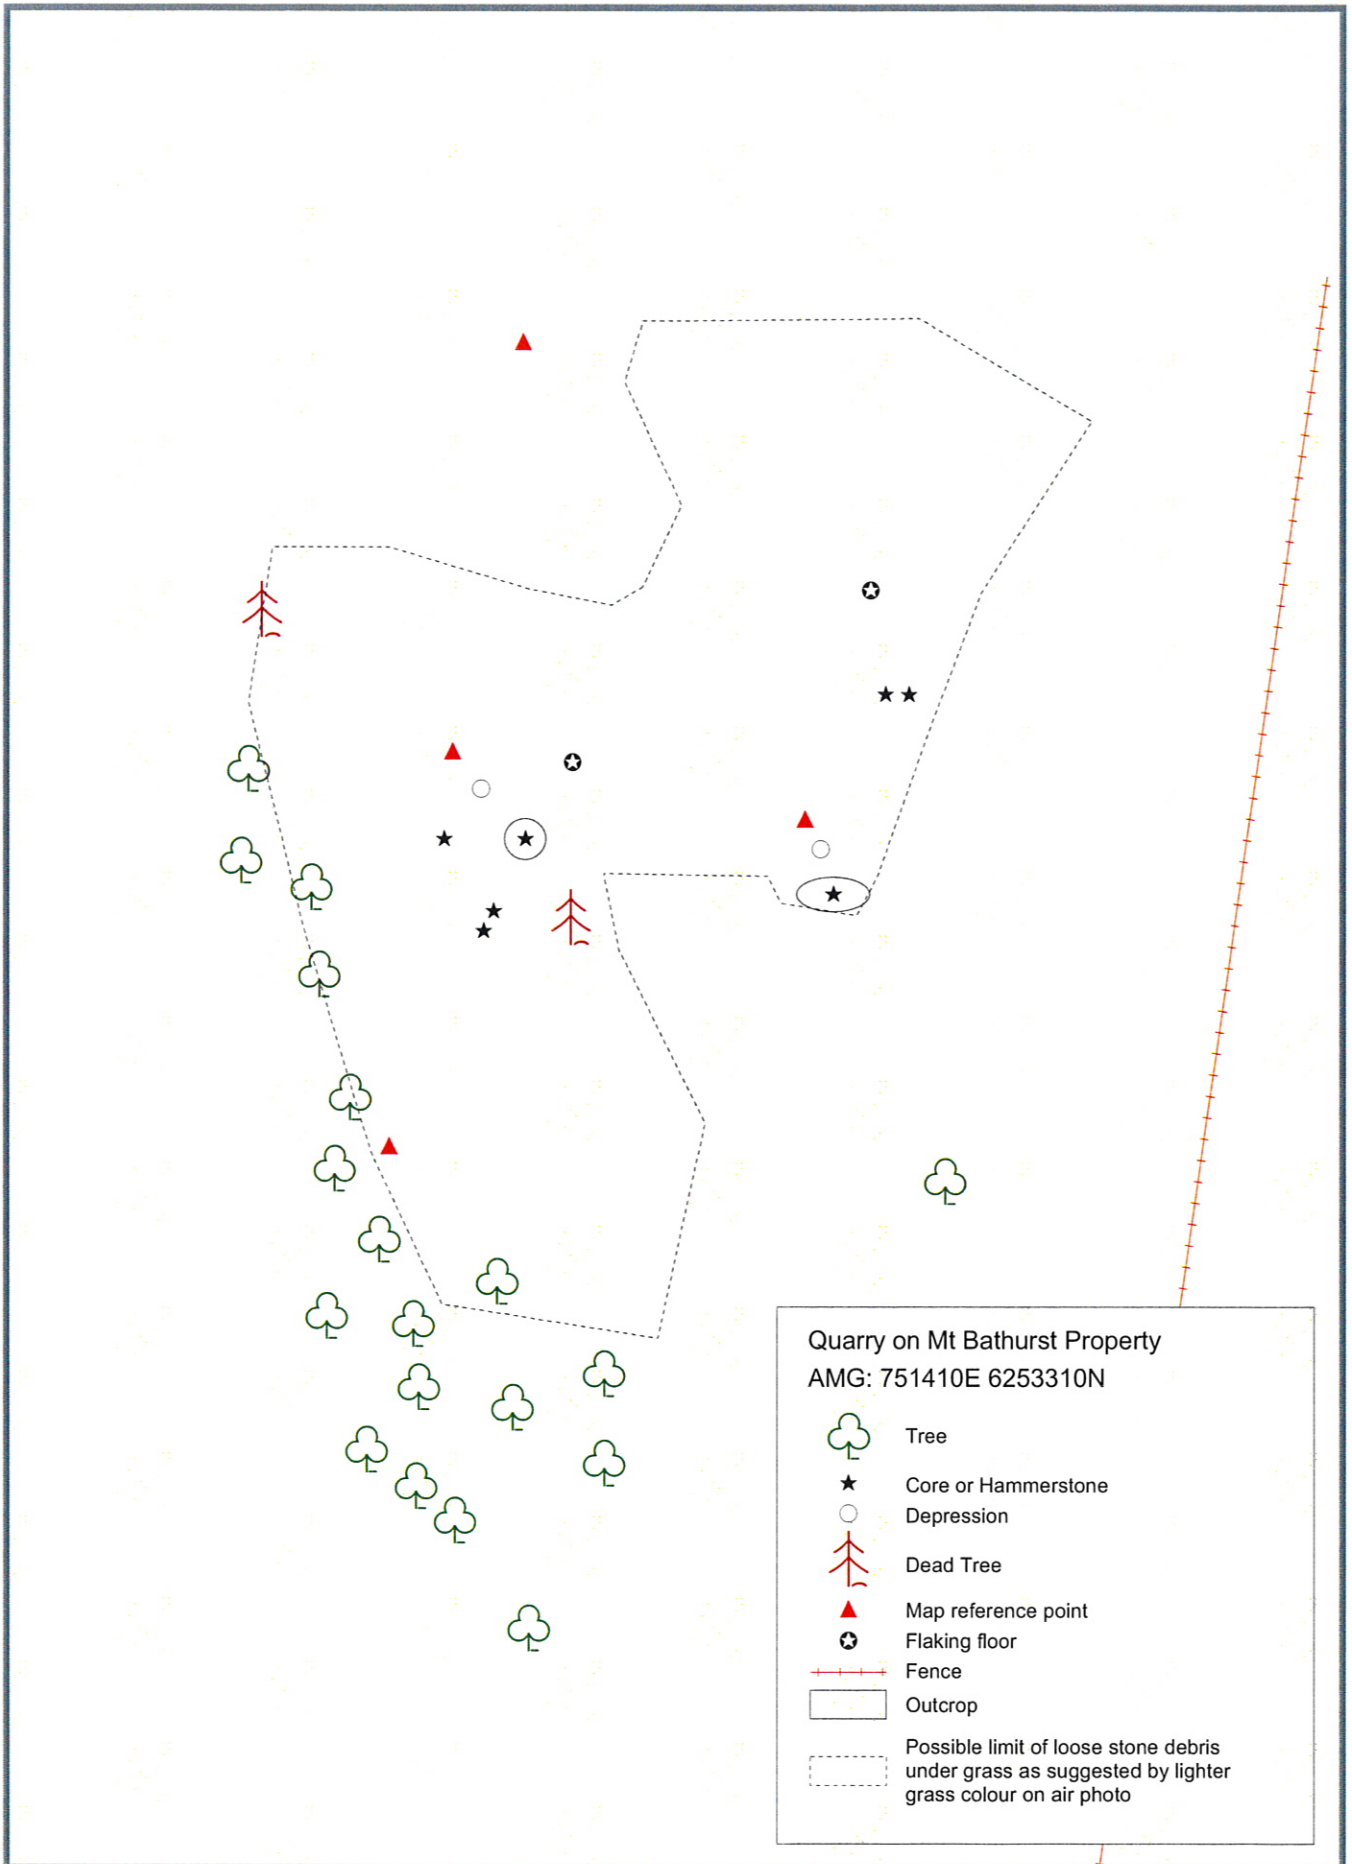 Quarry on Mt Bathurst Property
AMG: 751410E 6253310N
Tree
Core or Hammerstone
Depression
Dead Tree
Map reference point
Flaking floor
Fence
Outcrop
Possible limit of loose stone debris
under grass as suggested by lighter
grass colour on air photo